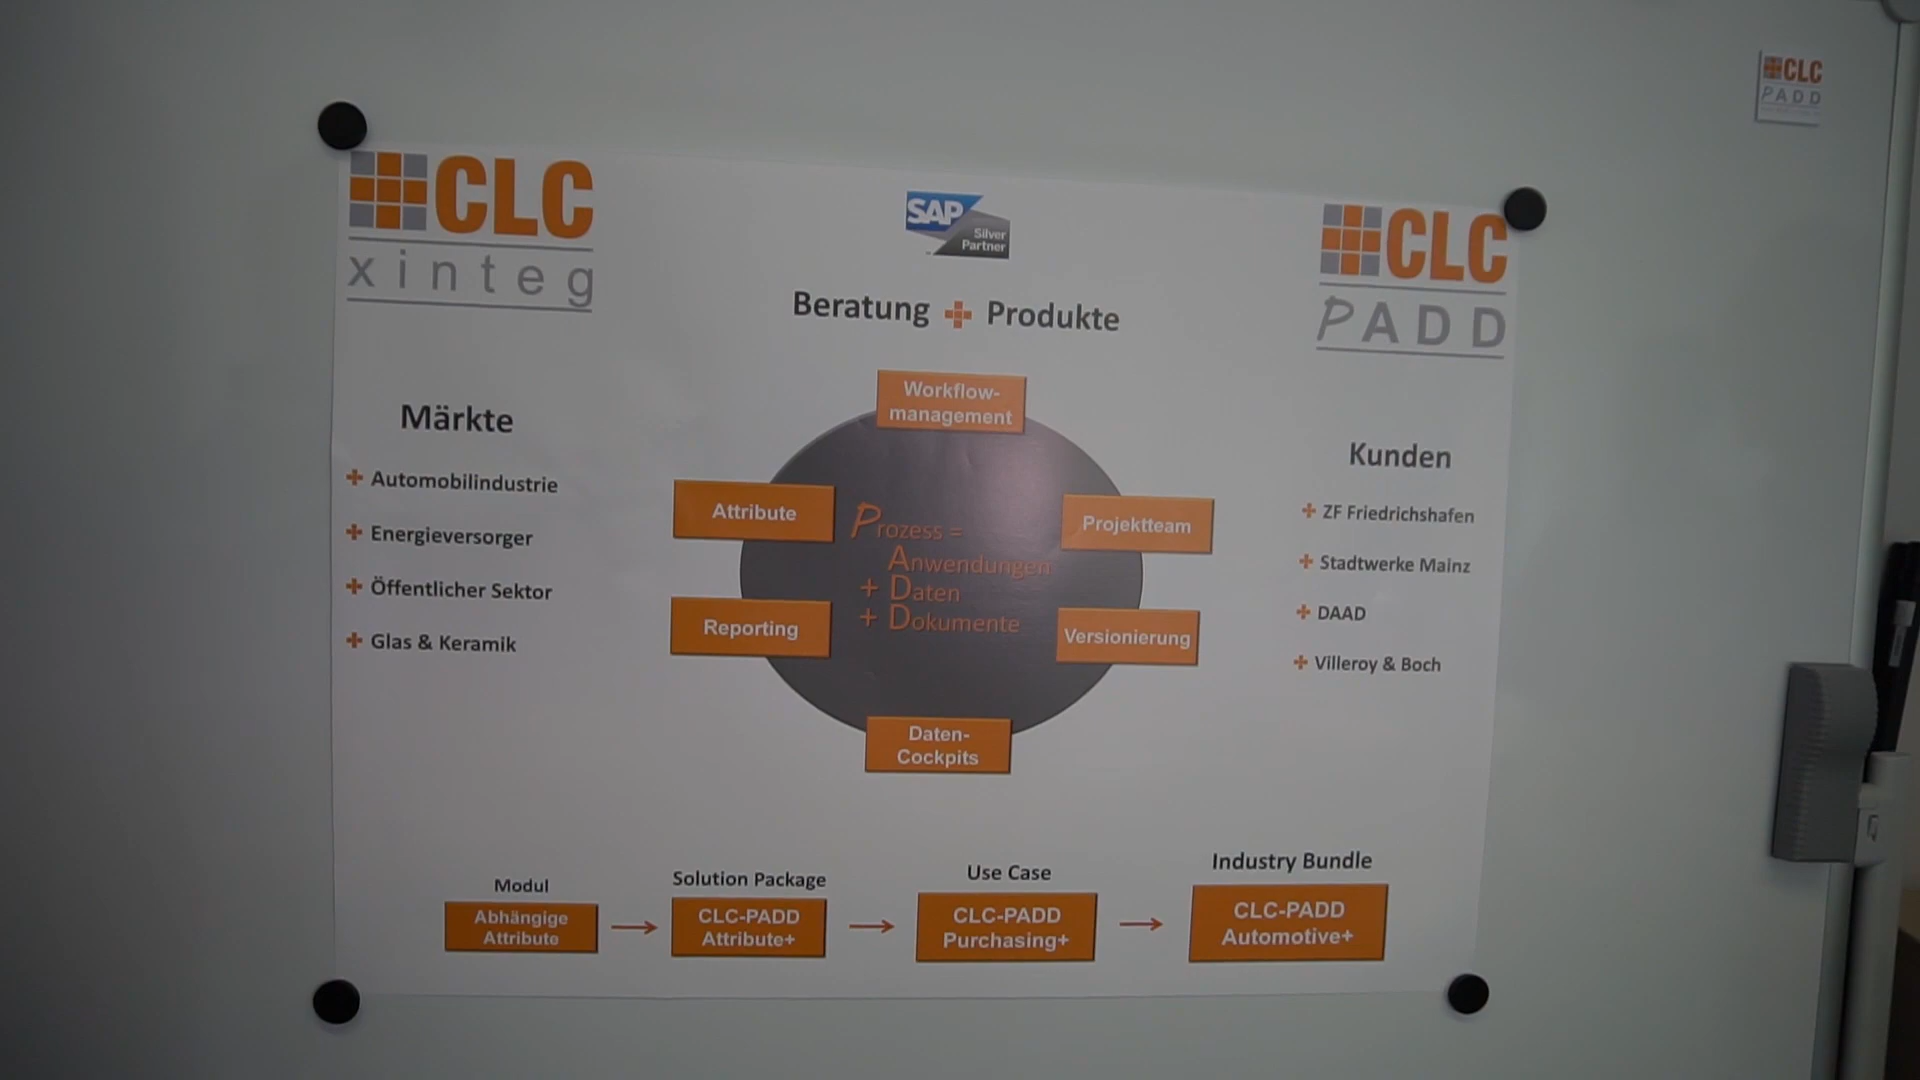 CLC
PADD
CLC
xinteg
SAP
Silver
Partner
CLC
PADD
Beratung + Produkte
Märkte
+ Automobilindustrie
+ Energieversorger
+ Öffentlicher Sektor
+ Glas & Keramik
Workflow-
management
Attribute
Projektteam
Reporting
Versionierung
Daten-
Cockpits
Prozess =
Anwendungen
+ Daten
+ Dokumente
Kunden
+ ZF Friedrichshafen
+ Stadtwerke Mainz
+ DAAD
+ Villeroy & Boch
Modul
Abhängige
Attribute
Solution Package
CLC-PADD
Attribute+
Use Case
CLC-PADD
Purchasing+
Industry Bundle
CLC-PADD
Automotive+